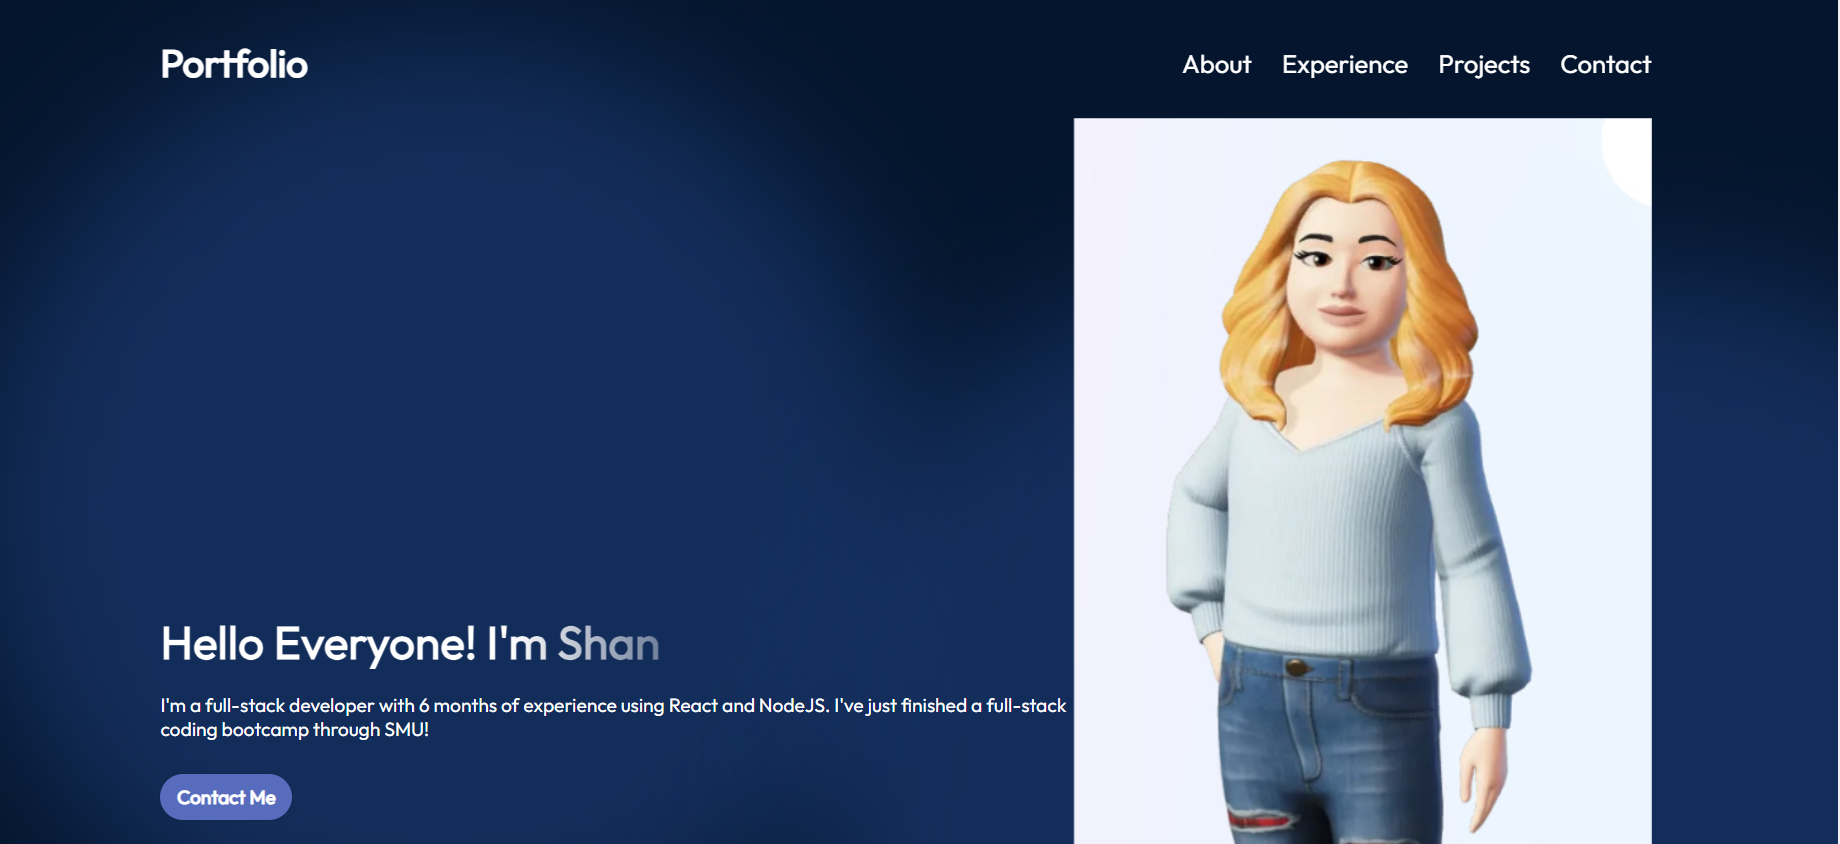 Portfolio
About Experience Projects Contact
Hello Everyone! I'm Shan
I'm a full-stack developer with 6 months of experience using React and NodeJS. I've just finished a full-stack
coding bootcamp through SMU!
Contact Me